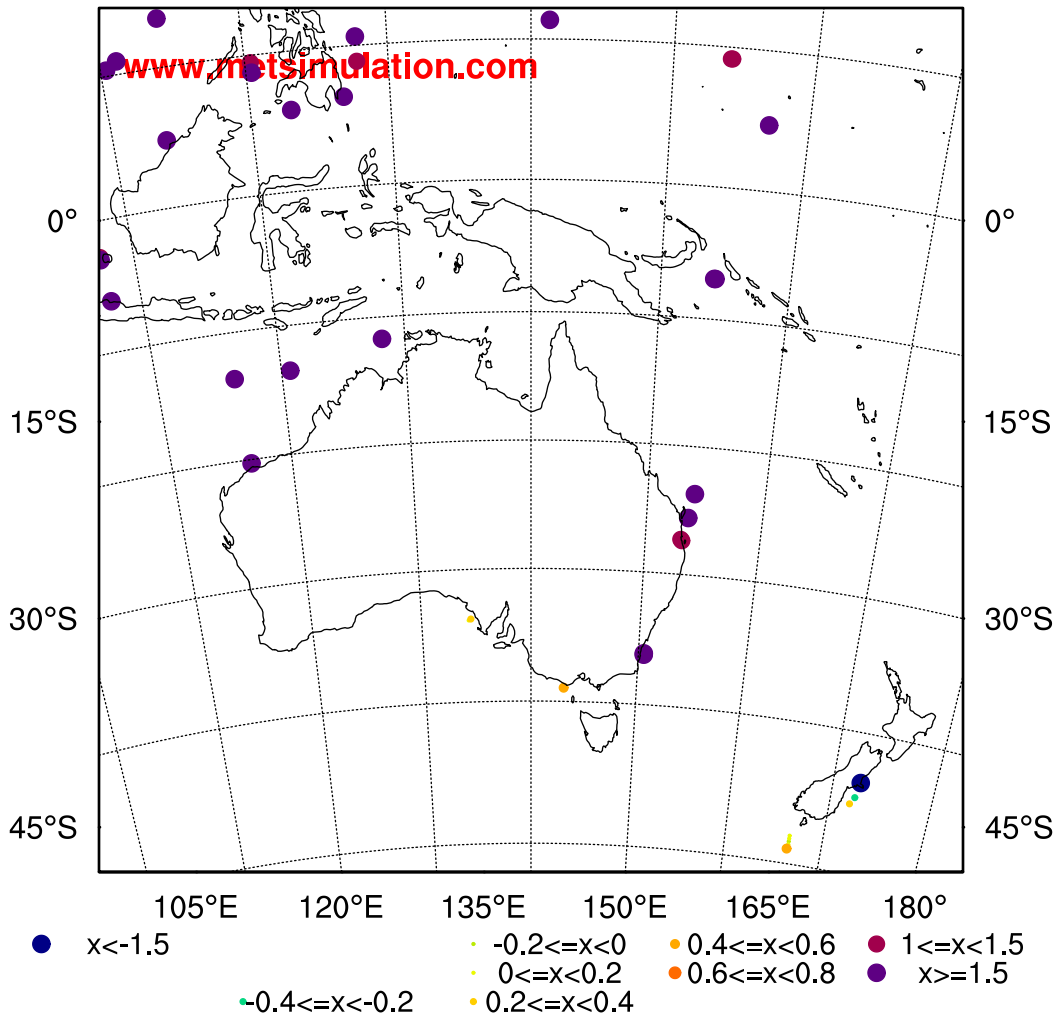 www.metsimulation.com
0° 0°
15°S 15°S
30°S 30°S
45°S 45°S
105°E 120°E 135°E 150°E 165°E 180°
x<-1.5 -0.2<=x<0 0.4<=x<0.6 1<=x<1.5
0<=x<0.2 0.6<=x<0.8 x>=1.5
-0.4<=x<-0.2 0.2<=x<0.4